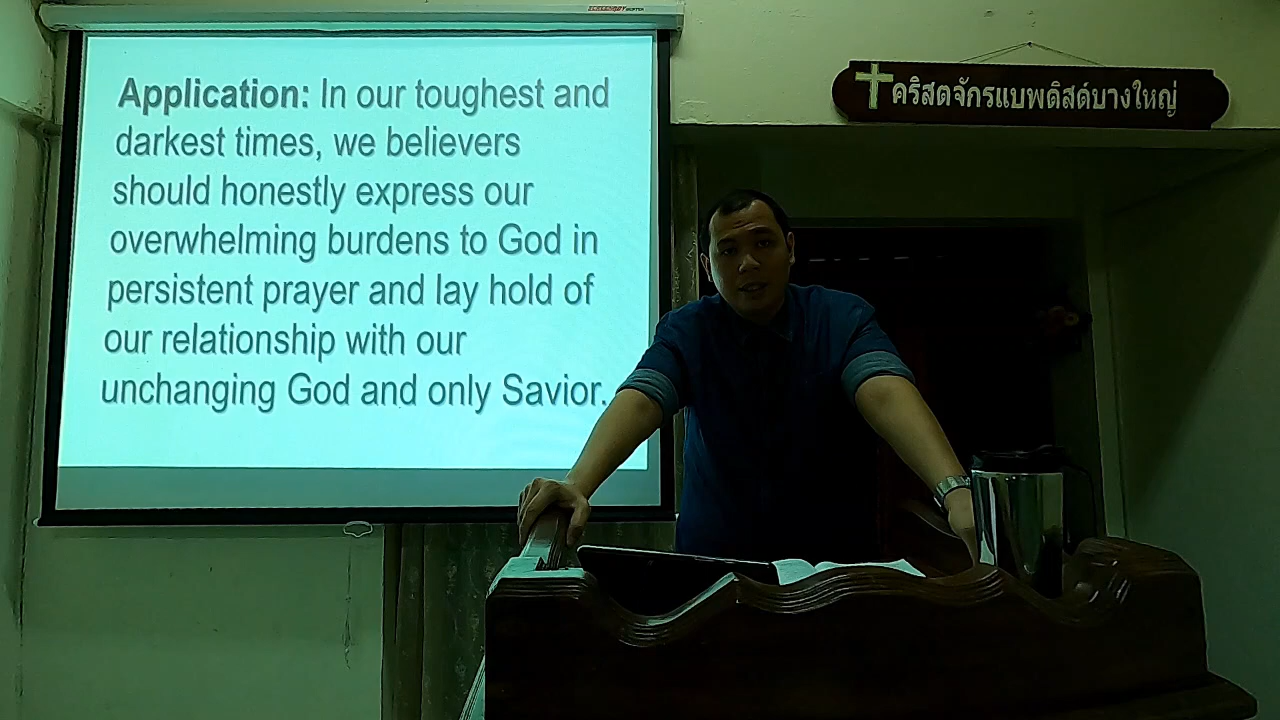 Application: In our toughest and
darkest times, we believers
should honestly express our
overwhelming burdens to God in
persistent prayer and lay hold of
our relationship with our
unchanging God and only Savior.
คริสตจักรแบพติสต์บางใหญ่